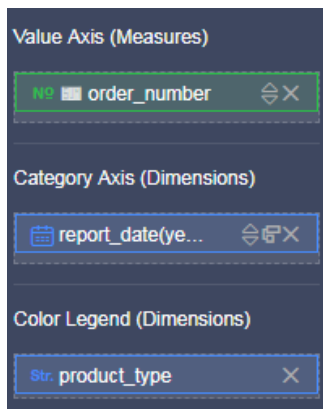 Value Axis (Measures)
Nº order_number
Category Axis (Dimensions)
report_date(ye...
Color Legend (Dimensions)
Str. product_type